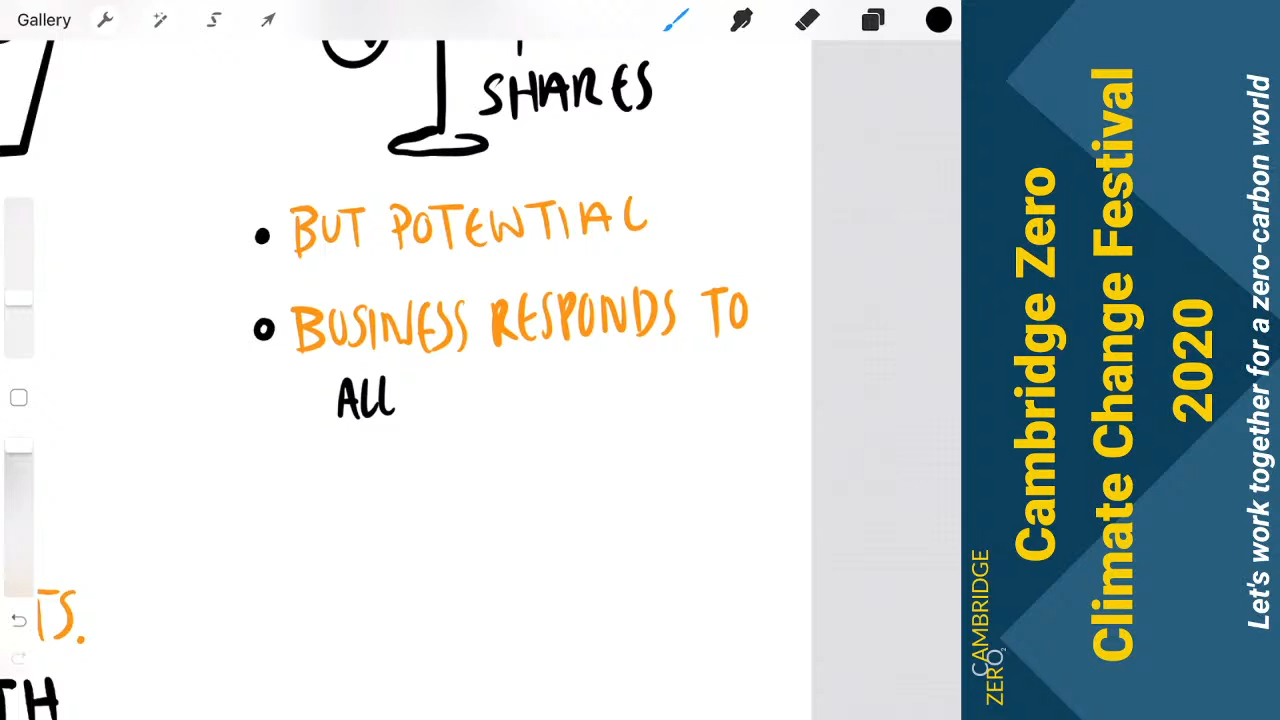 Gallery
SHARES
• BUT POTENTIAL
• BUSINESS RESPONDS TO
ALL
TS.
TH
Cambridge Zero
Climate Change Festival
2020
Let's work together for a zero-carbon world
CAMBRIDGE
ZERO₂